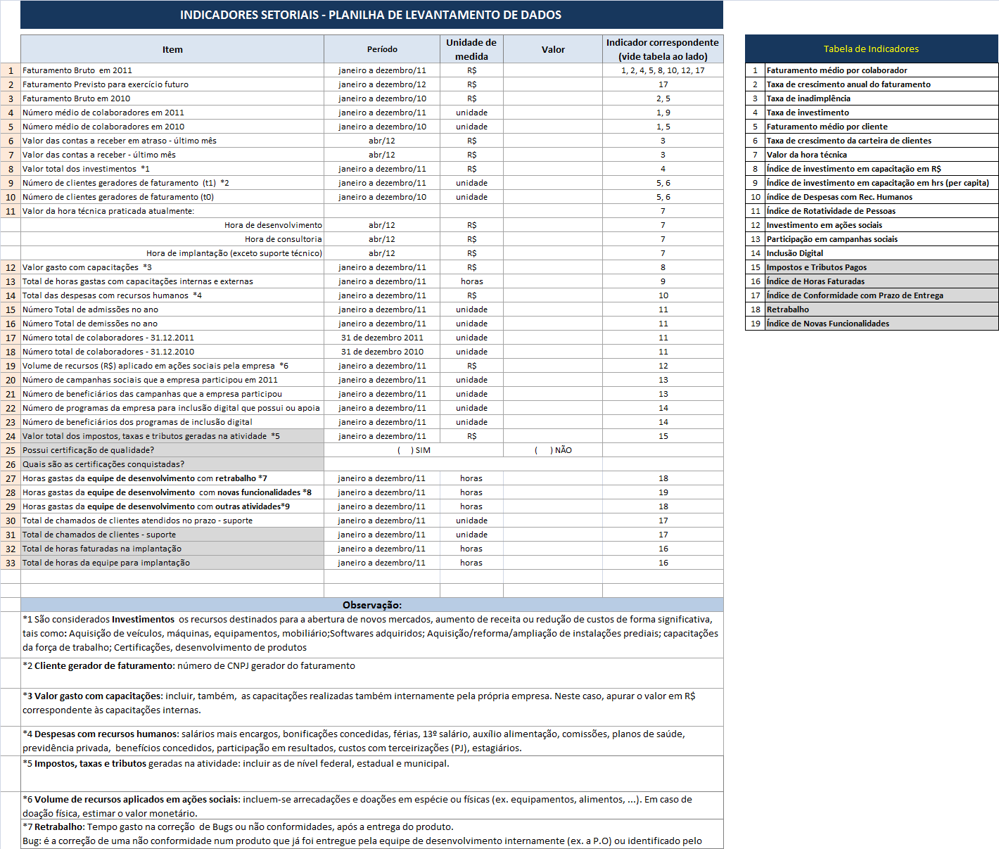 INDICADORES SETORIAIS - PLANILHA DE LEVANTAMENTO DE DADOS
Item Período Unidade de medida Valor Indicador correspondente (vide tabela ao lado)
1 Faturamento Bruto em 2011 janeiro a dezembro/11 R$ 1, 2, 4, 5, 8, 10, 12, 17
2 Faturamento Previsto para exercício futuro janeiro a dezembro/12 R$ 17
3 Faturamento Bruto em 2010 janeiro a dezembro/10 R$ 2, 5
4 Número médio de colaboradores em 2011 janeiro a dezembro/11 unidade 1, 9
5 Número médio de colaboradores em 2010 janeiro a dezembro/10 unidade 1, 5
6 Valor das contas a receber em atraso - último mês abr/12 R$ 3
7 Valor das contas a receber - último mês abr/12 R$ 3
8 Valor total dos investimentos *1 janeiro a dezembro/11 R$ 4
9 Número de clientes geradores de faturamento (t1) *2 janeiro a dezembro/11 unidade 5, 6
10 Número de clientes geradores de faturamento (t0) janeiro a dezembro/10 unidade 5, 6
11 Valor da hora técnica praticada atualmente: 7
Hora de desenvolvimento abr/12 R$ 7
Hora de consultoria abr/12 R$ 7
Hora de implantação (exceto suporte técnico) abr/12 R$ 7
12 Valor gasto com capacitações *3 janeiro a dezembro/11 R$ 8
13 Total de horas gastas com capacitações internas e externas janeiro a dezembro/11 horas 9
14 Total das despesas com recursos humanos *4 janeiro a dezembro/11 R$ 10
15 Número Total de admissões no ano janeiro a dezembro/11 unidade 11
16 Número Total de demissões no ano janeiro a dezembro/11 unidade 11
17 Número total de colaboradores - 31.12.2011 31 de dezembro 2011 unidade 11
18 Número total de colaboradores - 31.12.2010 31 de dezembro 2010 unidade 11
19 Volume de recursos (R$) aplicado em ações sociais pela empresa *6 janeiro a dezembro/11 R$ 12
20 Número de campanhas sociais que a empresa participou em 2011 janeiro a dezembro/11 unidade 13
21 Número de beneficiários das campanhas que a empresa participou janeiro a dezembro/11 unidade 13
22 Número de programas da empresa para inclusão digital que possui ou apoia janeiro a dezembro/11 unidade 14
23 Número de beneficiários dos programas de inclusão digital janeiro a dezembro/11 unidade 14
24 Valor total dos impostos, taxas e tributos geradas na atividade *5 janeiro a dezembro/11 R$ 15
25 Possui certificação de qualidade? ( ) SIM ( ) NÃO
26 Quais são as certificações conquistadas?
27 Horas gastas da equipe de desenvolvimento com retrabalho *7 janeiro a dezembro/11 horas 18
28 Horas gastas da equipe de desenvolvimento com novas funcionalidades *8 janeiro a dezembro/11 horas 19
29 Horas gastas da equipe de desenvolvimento com outras atividades*9 janeiro a dezembro/11 horas 18
30 Total de chamados de clientes atendidos no prazo - suporte janeiro a dezembro/11 unidade 17
31 Total de chamados de clientes - suporte janeiro a dezembro/11 unidade 17
32 Total de horas faturadas na implantação janeiro a dezembro/11 horas 16
33 Total de horas da equipe para implantação janeiro a dezembro/11 horas 16
Observação:
*1 São considerados Investimentos os recursos destinados para a abertura de novos mercados, aumento de receita ou redução de custos de forma significativa,
tais como: Aquisição de veículos, máquinas, equipamentos, mobiliário;Softwares adquiridos; Aquisição/reforma/ampliação de instalações prediais; capacitações
da força de trabalho; Certificações, desenvolvimento de produtos
*2 Cliente gerador de faturamento: número de CNPJ gerador do faturamento
*3 Valor gasto com capacitações: incluir, também, as capacitações realizadas também internamente pela própria empresa. Neste caso, apurar o valor em R$
correspondente às capacitações internas.
*4 Despesas com recursos humanos: salários mais encargos, bonificações concedidas, férias, 13º salário, auxílio alimentação, comissões, planos de saúde,
previdência privada, benefícios concedidos, participação em resultados, custos com terceirizações (PJ), estagiários.
*5 Impostos, taxas e tributos geradas na atividade: incluir as de nível federal, estadual e municipal.
*6 Volume de recursos aplicados em ações sociais: incluem-se arrecadações e doações em espécie ou físicas (ex. equipamentos, alimentos, ...). Em caso de
doação física, estimar o valor monetário.
*7 Retrabalho: Tempo gasto na correção de Bugs ou não conformidades, após a entrega do produto.
Bug: é a correção de uma não conformidade num produto que já foi entregue pela equipe de desenvolvimento internamente (ex. a P.O) ou identificado pelo
Tabela de Indicadores
1 Faturamento médio por colaborador
2 Taxa de crescimento anual do faturamento
3 Taxa de inadimplência
4 Taxa de investimento
5 Faturamento médio por cliente
6 Taxa de crescimento da carteira de clientes
7 Valor da hora técnica
8 Índice de investimento em capacitação em R$
9 Índice de investimento em capacitação em hrs (per capita)
10 índice de Despesas com Rec. Humanos
11 Índice de Rotatividade de Pessoas
12 Investimento em ações sociais
13 Participação em campanhas sociais
14 Inclusão Digital
15 Impostos e Tributos Pagos
16 Índice de Horas Faturadas
17 Índice de Conformidade com Prazo de Entrega
18 Retrabalho
19 Índice de Novas Funcionalidades